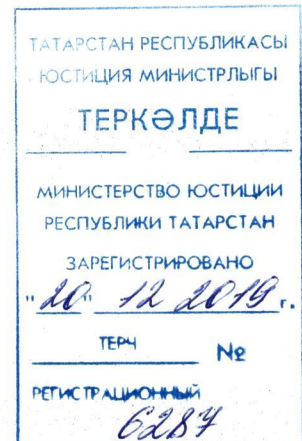 ТАТАРСТАН РЕСПУБЛИКАСЫ
ЮСТИЦИЯ МИНИСТРЛЫГЫ
ТЕРКӘЛДЕ
МИНИСТЕРСТВО ЮСТИЦИИ
РЕСПУБЛИКИ ТАТАРСТАН
ЗАРЕГИСТРИРОВАНО
"20" 12 2019 г.
ТЕРЧ №
РЕГИСТРАЦИОННЫЙ
6287